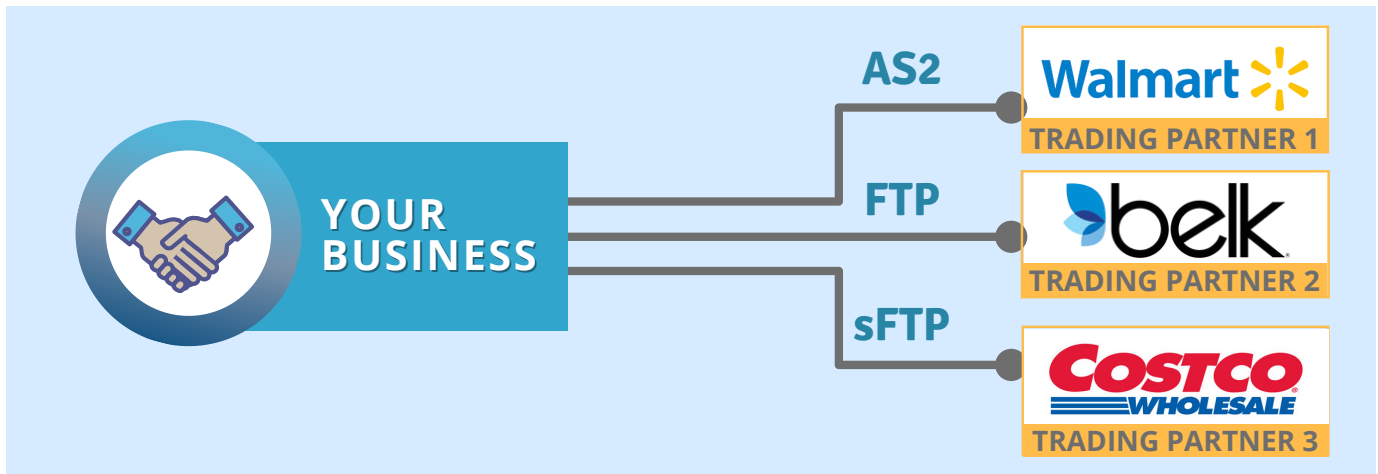 YOUR
BUSINESS
AS2
Walmart
TRADING PARTNER 1
FTP
belk
TRADING PARTNER 2
sFTP
COSTCO
WHOLESALE
TRADING PARTNER 3